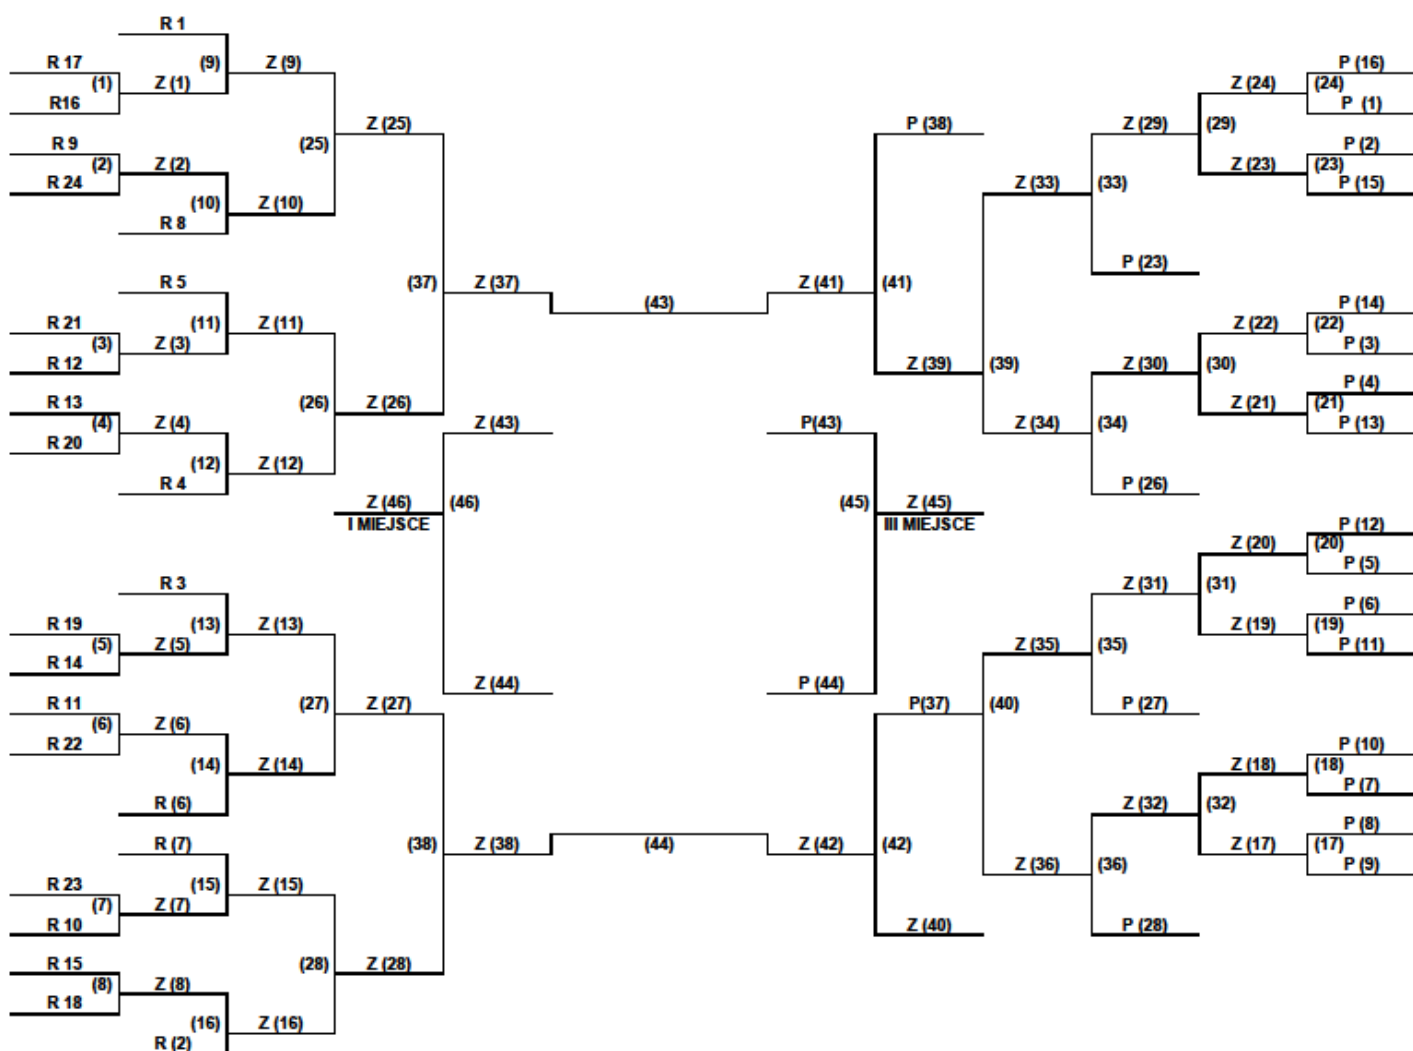 R 1
R 17 (9) Z (9) P (16)
(1) Z (1) Z (24) (24)
R16 P (1)
Z (25) P (38) Z (29) (29)
R 9 (25) P (2)
(2) Z (2) Z (23) (23)
R 24 Z (33) (33) P (15)
(10) Z (10)
R 8
P (23)
R 5 (37) Z (37) Z (41) (41)
(43) P (14)
R 21 (11) Z (11) Z (22) (22)
(3) Z (3) P (3)
R 12 Z (39) (39) Z (30) (30)
R 13 (26) Z (26) P (4)
Z (21) (21)
(4) Z (4) Z (43) P(43) Z (34) (34) P (13)
R 20
(12) Z (12)
R 4 P (26)
Z (46) (46) (45) Z (45)
I MIEJSCE III MIEJSCE P (12)
Z (20) (20)
P (5)
R 3 Z (31) (31)
P (6)
R 19 (13) Z (13) Z (19) (19)
(5) Z (5) Z (35) (35) P (11)
R 14
Z (44) P (44)
R 11 (27) Z (27) P(37) (40) P (27)
(6) Z (6)
R 22 P (10)
(14) Z (14) Z (18) (18)
P (7)
R (6) Z (32) (32)
P (8)
R (7) (38) Z (38) (44) Z (42) (42) Z (17) (17)
Z (36) (36) P (9)
R 23 (15) Z (15)
(7) Z (7)
R 10 Z (40) P (28)
R 15 (28) Z (28)
(8) Z (8)
R 18
(16) Z (16)
R (2)